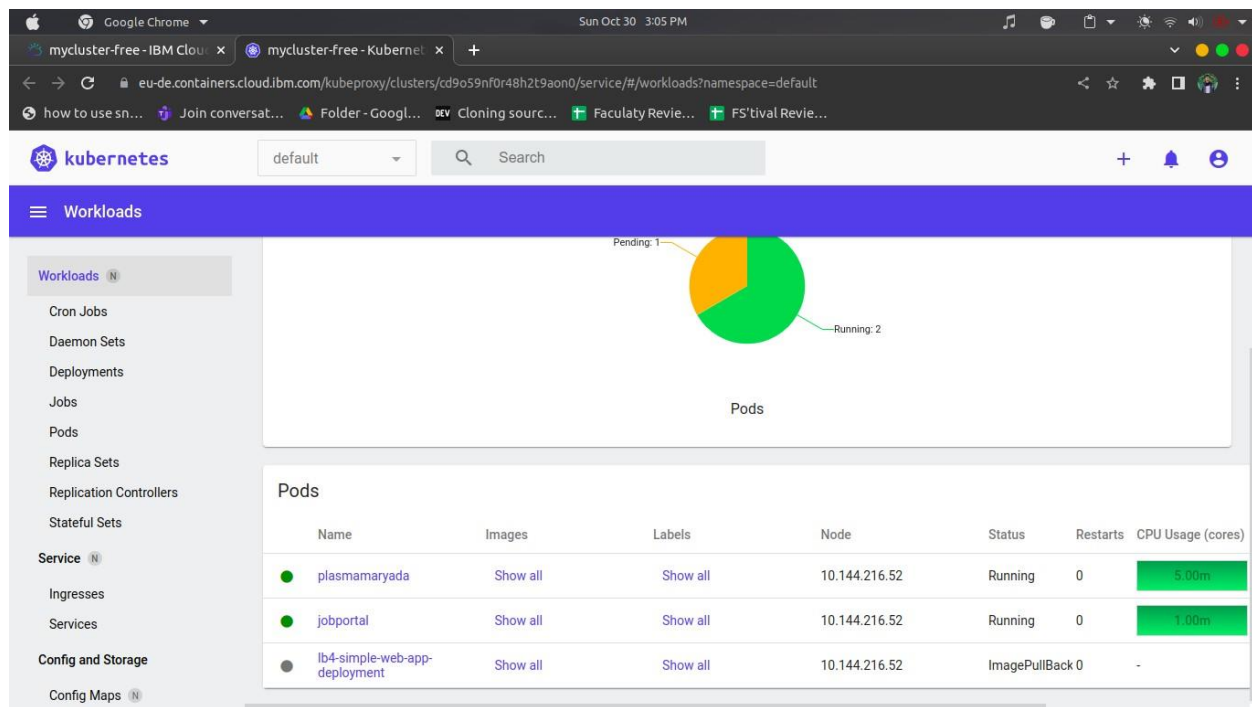 Google Chrome
Sun Oct 30 3:05 PM
mycluster-free - IBM Clou
mycluster-free - Kubernet
eu-de.containers.cloud.ibm.com/kubeproxy/clusters/cd9o59nf0r48h2t9aon0/service/#/workloads?namespace=default
how to use sn... Join conversat... Folder - Googl... DEV Cloning sourc... Faculaty Revie... FS'tival Revie...
kubernetes default Search
Workloads
Pending: 1
Running: 2
Pods
Workloads N
Cron Jobs
Daemon Sets
Deployments
Jobs
Pods
Replica Sets
Replication Controllers
Stateful Sets
Service N
Ingresses
Services
Config and Storage
Config Maps N
Pods
Name Images Labels Node Status Restarts CPU Usage (cores)
plasmamaryada Show all Show all 10.144.216.52 Running 0 5.00m
jobportal Show all Show all 10.144.216.52 Running 0 1.00m
lb4-simple-web-app-
deployment Show all Show all 10.144.216.52 ImagePullBack 0 -